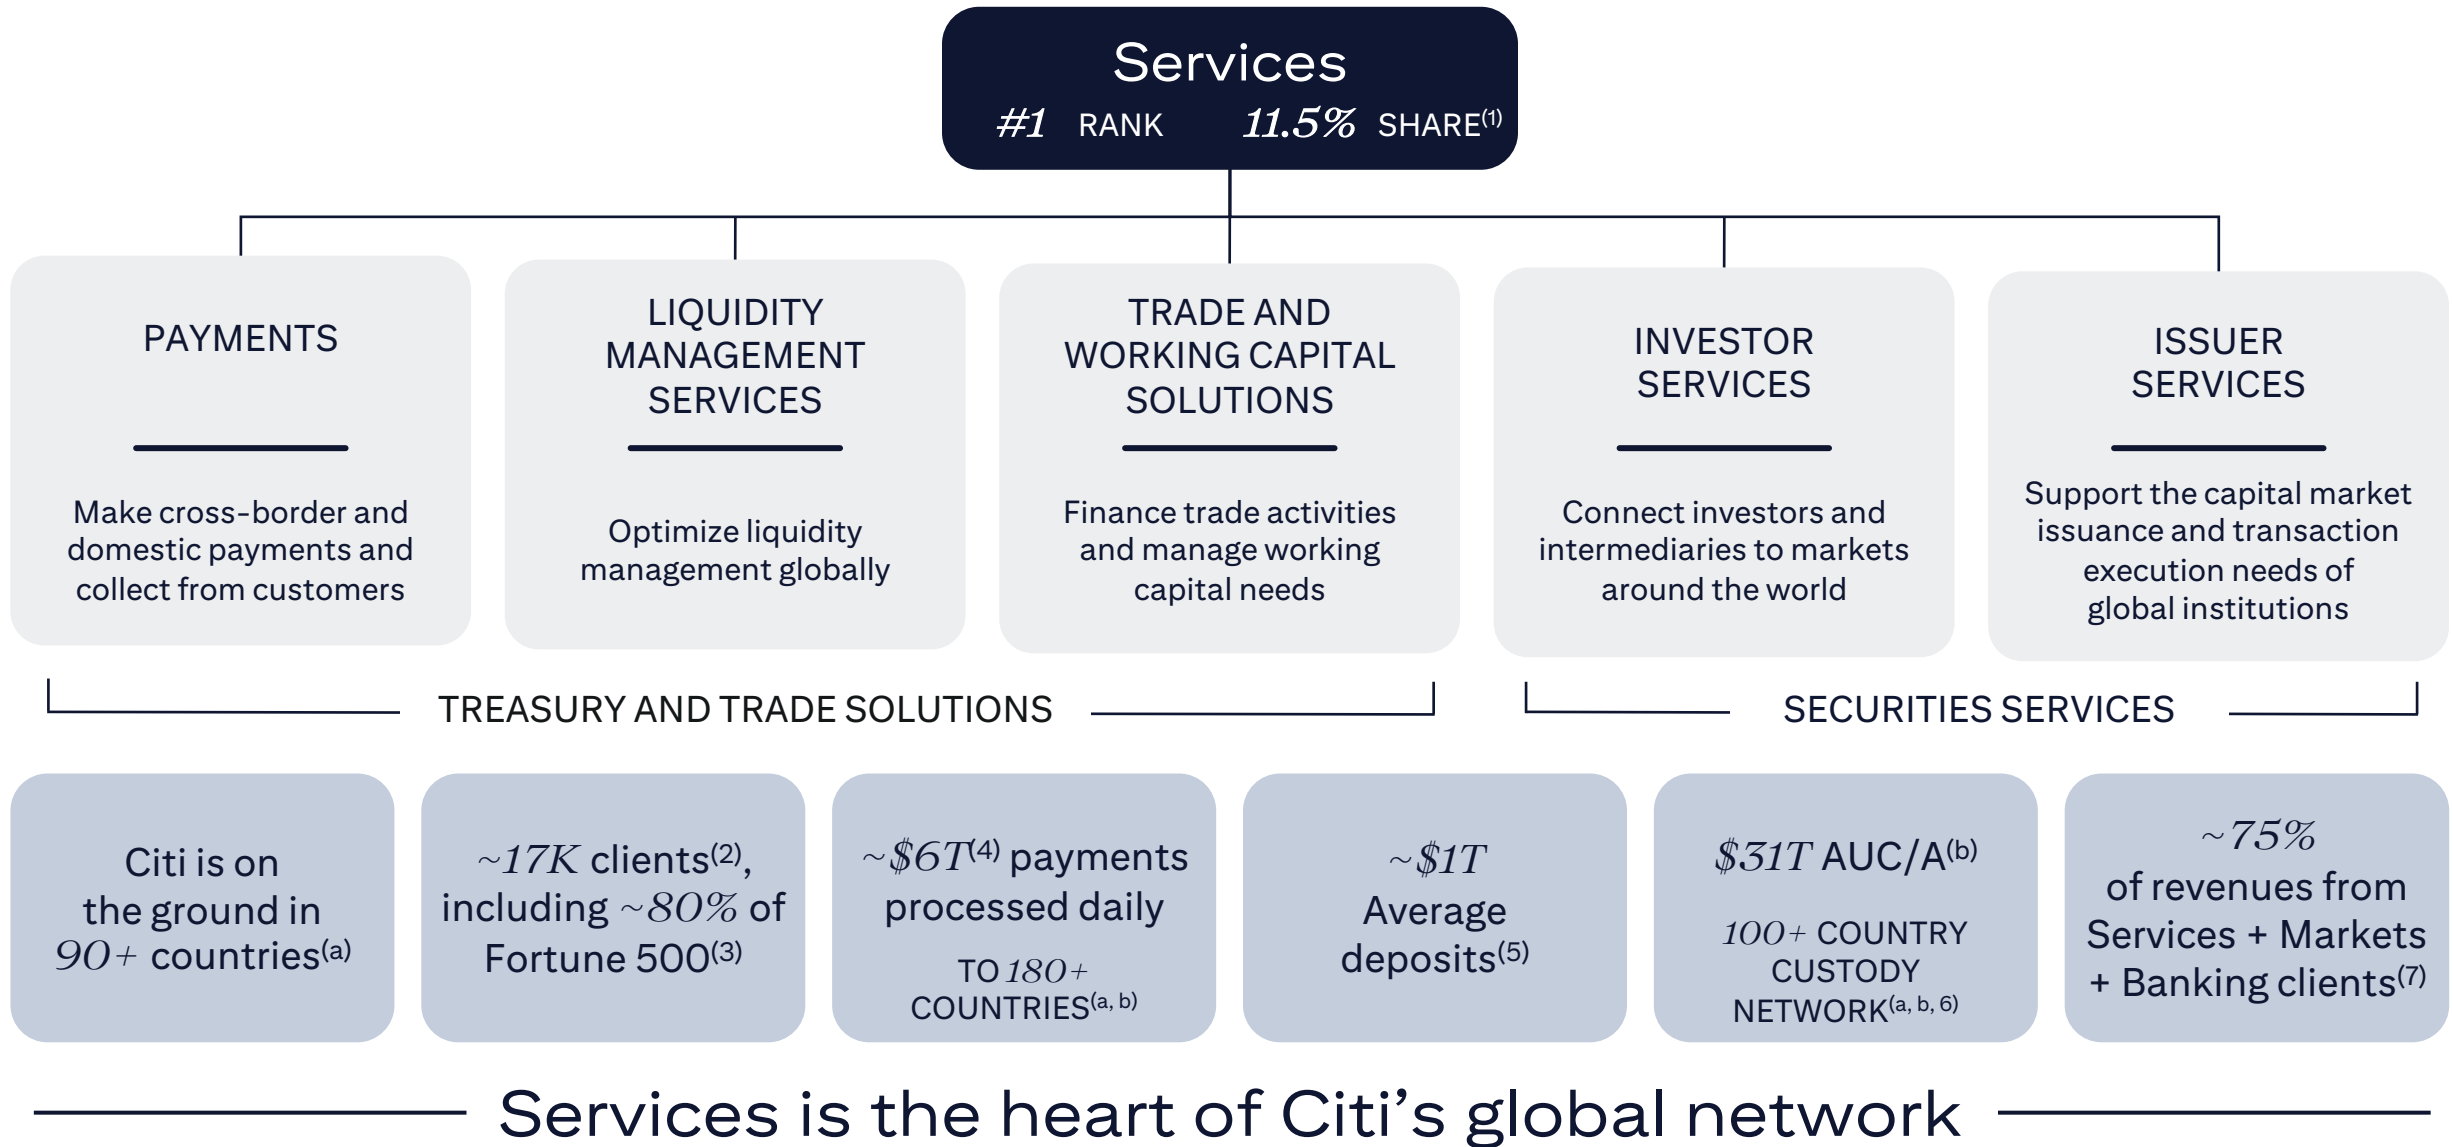 Services
#1 RANK 11.5% SHARE(1)
PAYMENTS
Make cross-border and
domestic payments and
collect from customers
LIQUIDITY
MANAGEMENT
SERVICES
Optimize liquidity
management globally
TRADE AND
WORKING CAPITAL
SOLUTIONS
Finance trade activities
and manage working
capital needs
INVESTOR
SERVICES
Connect investors and
intermediaries to markets
around the world
ISSUER
SERVICES
Support the capital market
issuance and transaction
execution needs of
global institutions
TREASURY AND TRADE SOLUTIONS
SECURITIES SERVICES
Citi is on
the ground in
90+ countries(a)
~17K clients(2),
including ~80% of
Fortune 500(3)
~$6T(4) payments
processed daily
TO 180+
COUNTRIES(a, b)
~$1T
Average
deposits(5)
$31T AUC/A(b)
100+ COUNTRY
CUSTODY
NETWORK(a, b, 6)
~75%
of revenues from
Services + Markets
+ Banking clients(7)
Services is the heart of Citi’s global network